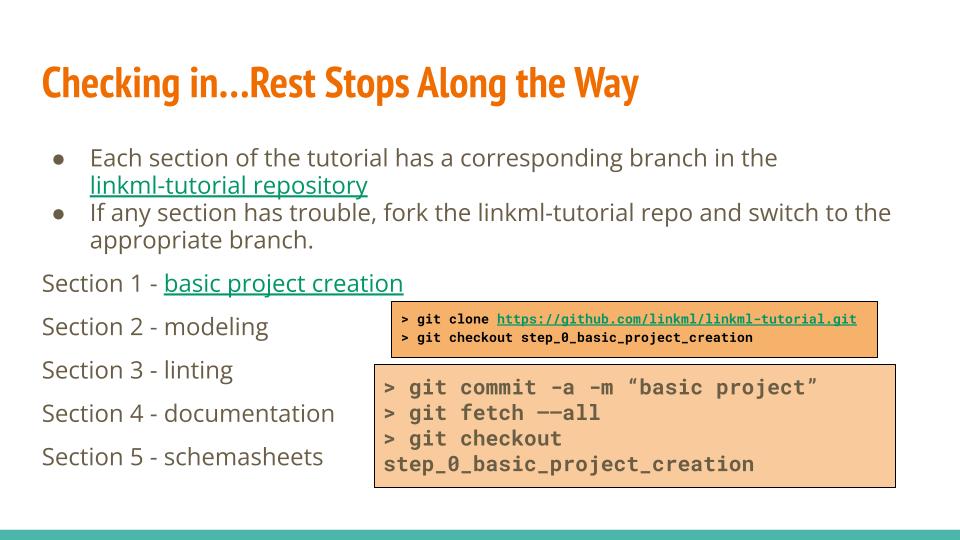 Checking in...Rest Stops Along the Way
● Each section of the tutorial has a corresponding branch in the
linkml-tutorial repository
● If any section has trouble, fork the linkml-tutorial repo and switch to the
appropriate branch.
Section 1 - basic project creation
Section 2 - modeling
Section 3 - linting
Section 4 - documentation
Section 5 - schemasheets
> git clone https://github.com/linkml/linkml-tutorial.git
> git checkout step_0_basic_project_creation
> git commit -a -m “basic project”
> git fetch --all
> git checkout
step_0_basic_project_creation